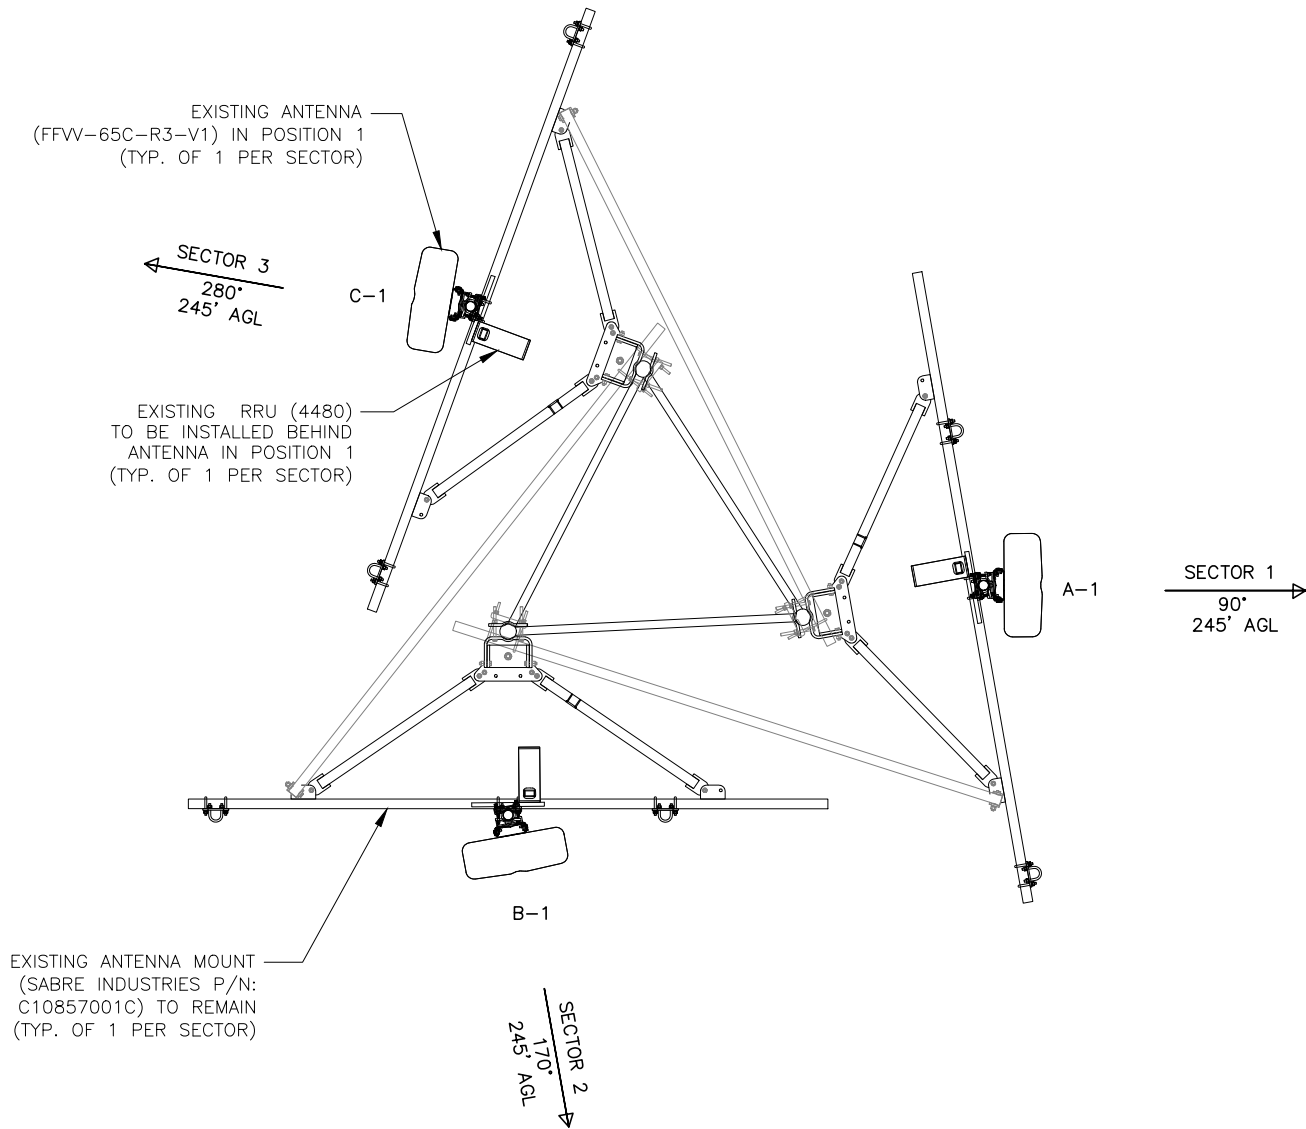 EXISTING ANTENNA
(FFVV-65C-R3-V1) IN POSITION 1
(TYP. OF 1 PER SECTOR)
SECTOR 3
280°
245' AGL
C-1
EXISTING RRU (4480)
TO BE INSTALLED BEHIND
ANTENNA IN POSITION 1
(TYP. OF 1 PER SECTOR)
A-1
SECTOR 1
90°
245' AGL
B-1
EXISTING ANTENNA MOUNT
(SABRE INDUSTRIES P/N:
C10857001C) TO REMAIN
(TYP. OF 1 PER SECTOR)
SECTOR 2
170°
245' AGL